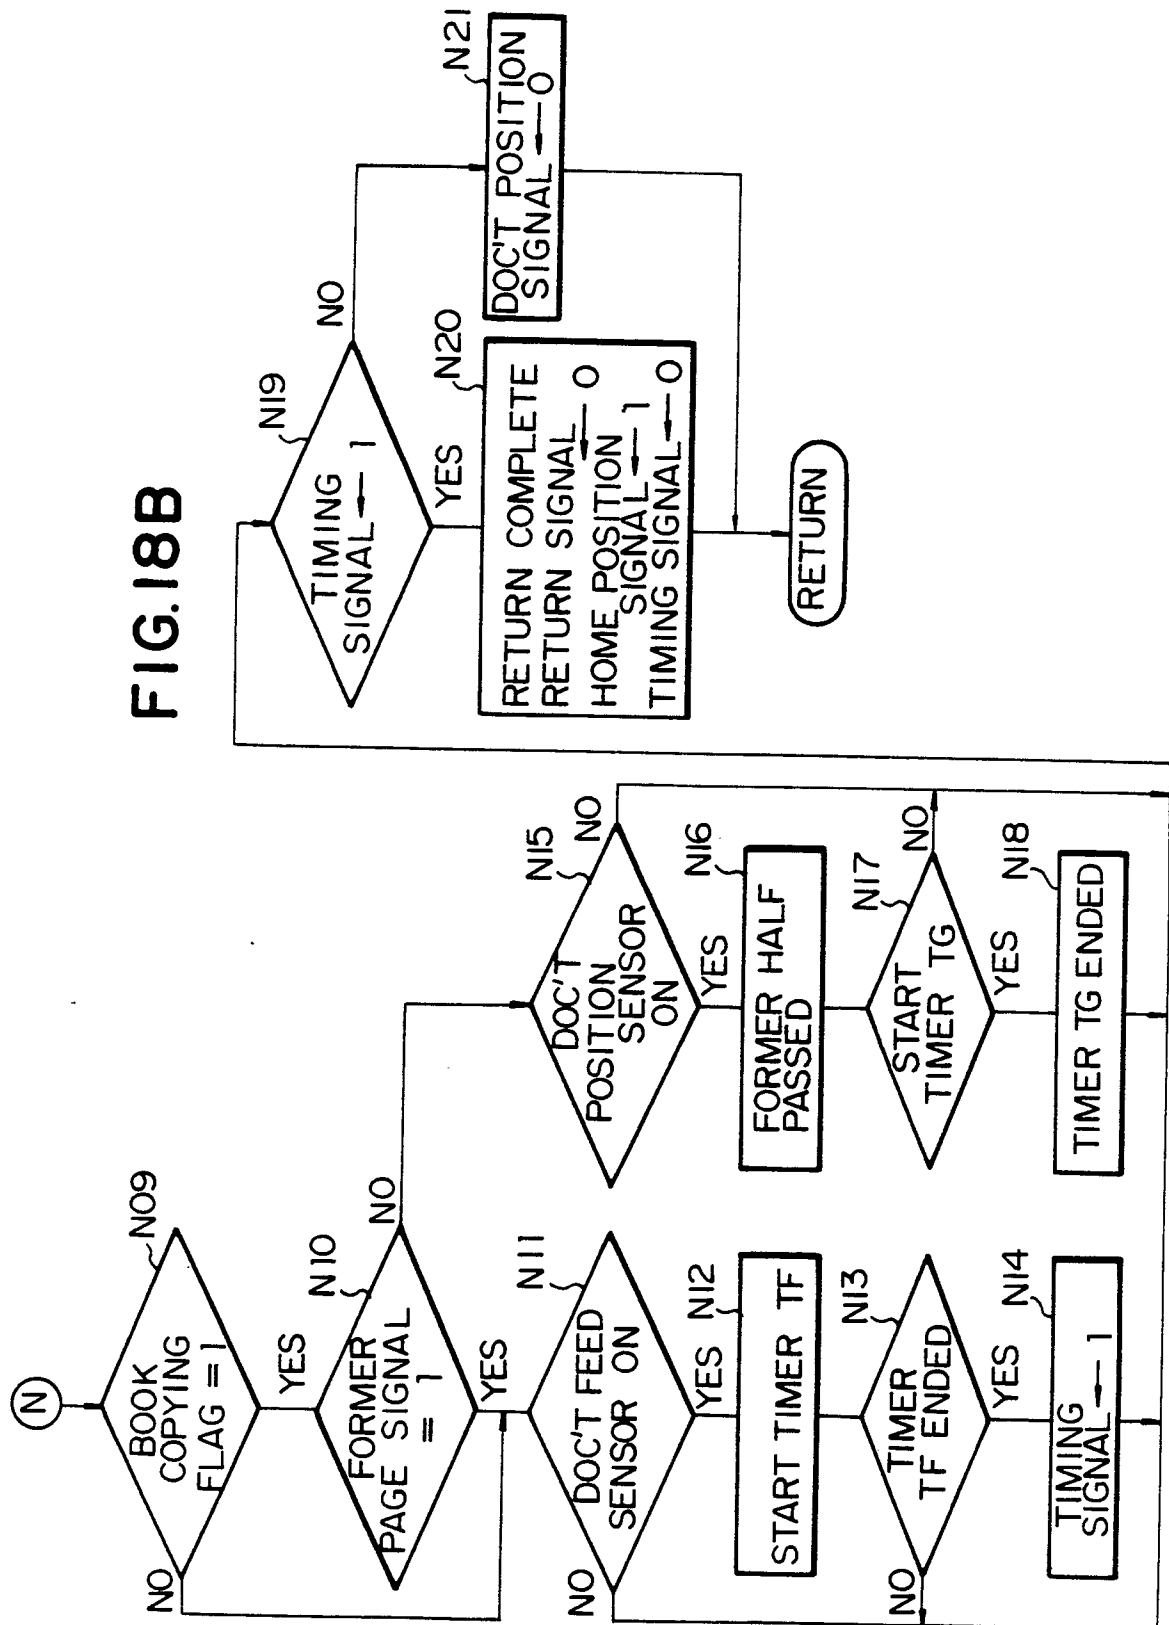 FIG.18B
N
BOOK
COPYING
FLAG = 1
N09
NO
YES
FORMER
PAGE SIGNAL
= 1
N10
NO
YES
DOC'T FEED
SENSOR ON
N11
NO
YES
START TIMER TF
N12
TIMER
TF ENDED
N13
NO
YES
TIMING
SIGNAL ← 1
N14
DOC'T
POSITION
SENSOR
ON
N15
NO
YES
FORMER HALF
PASSED
N16
START
TIMER TG
N17
NO
YES
TIMER TG ENDED
N18
TIMING
SIGNAL ← 1
N19
NO
YES
RETURN COMPLETE
RETURN SIGNAL ← 0
HOME POSITION
SIGNAL ← 1
TIMING SIGNAL ← 0
N20
DOC'T POSITION
SIGNAL ← 0
N21
RETURN